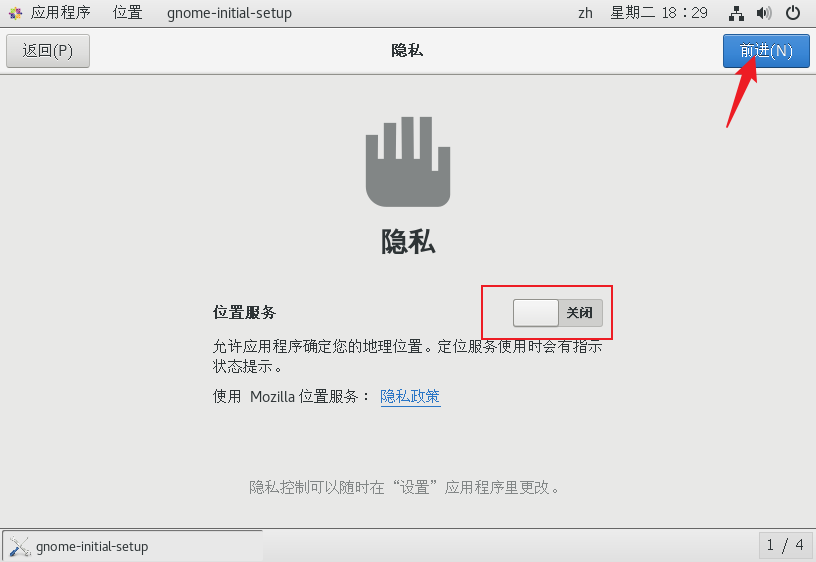 应用程序 位置 gnome-initial-setup zh 星期二 18：29
返回(P) 隐私 前进(N)
隐私
位置服务 关闭
允许应用程序确定您的地理位置。定位服务使用时会有指示
状态提示。
使用 Mozilla 位置服务： 隐私政策
隐私控制可以随时在“设置”应用程序里更改。
gnome-initial-setup 1 / 4